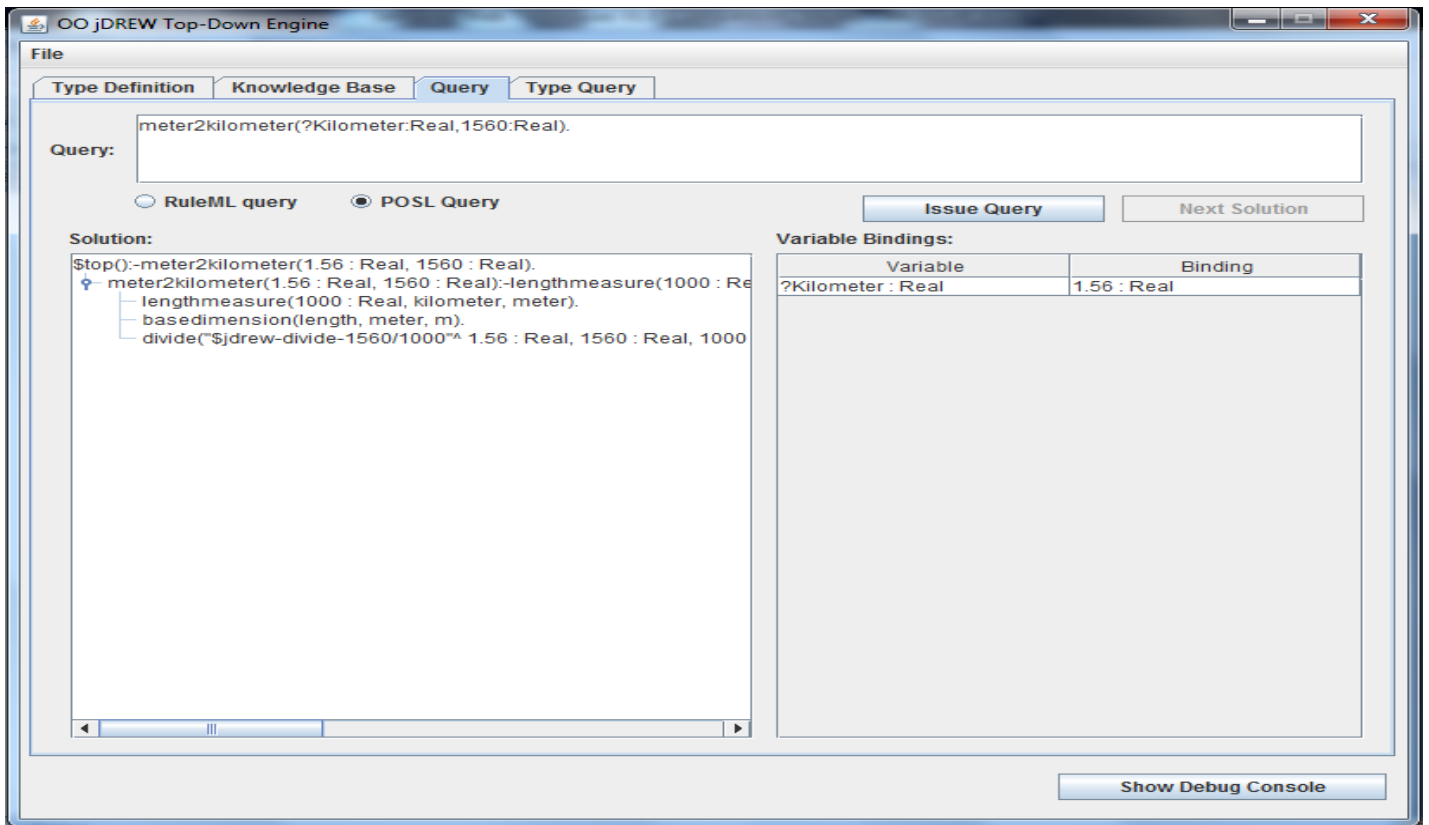 OO jDREW Top-Down Engine
File
Type Definition Knowledge Base Query Type Query
Query:
meter2kilometer(?Kilometer:Real,1560:Real).
RuleML query POSL Query
Issue Query Next Solution
Solution:
Variable Bindings:
$top():-meter2kilometer(1.56 : Real, 1560 : Real).
meter2kilometer(1.56 : Real, 1560 : Real):-lengthmeasure(1000 : Re
lengthmeasure(1000 : Real, kilometer, meter).
basedimension(length, meter, m).
divide("$jdrew-divide-1560/1000"^ 1.56 : Real, 1560 : Real, 1000
Variable Binding
?Kilometer : Real 1.56 : Real
Show Debug Console